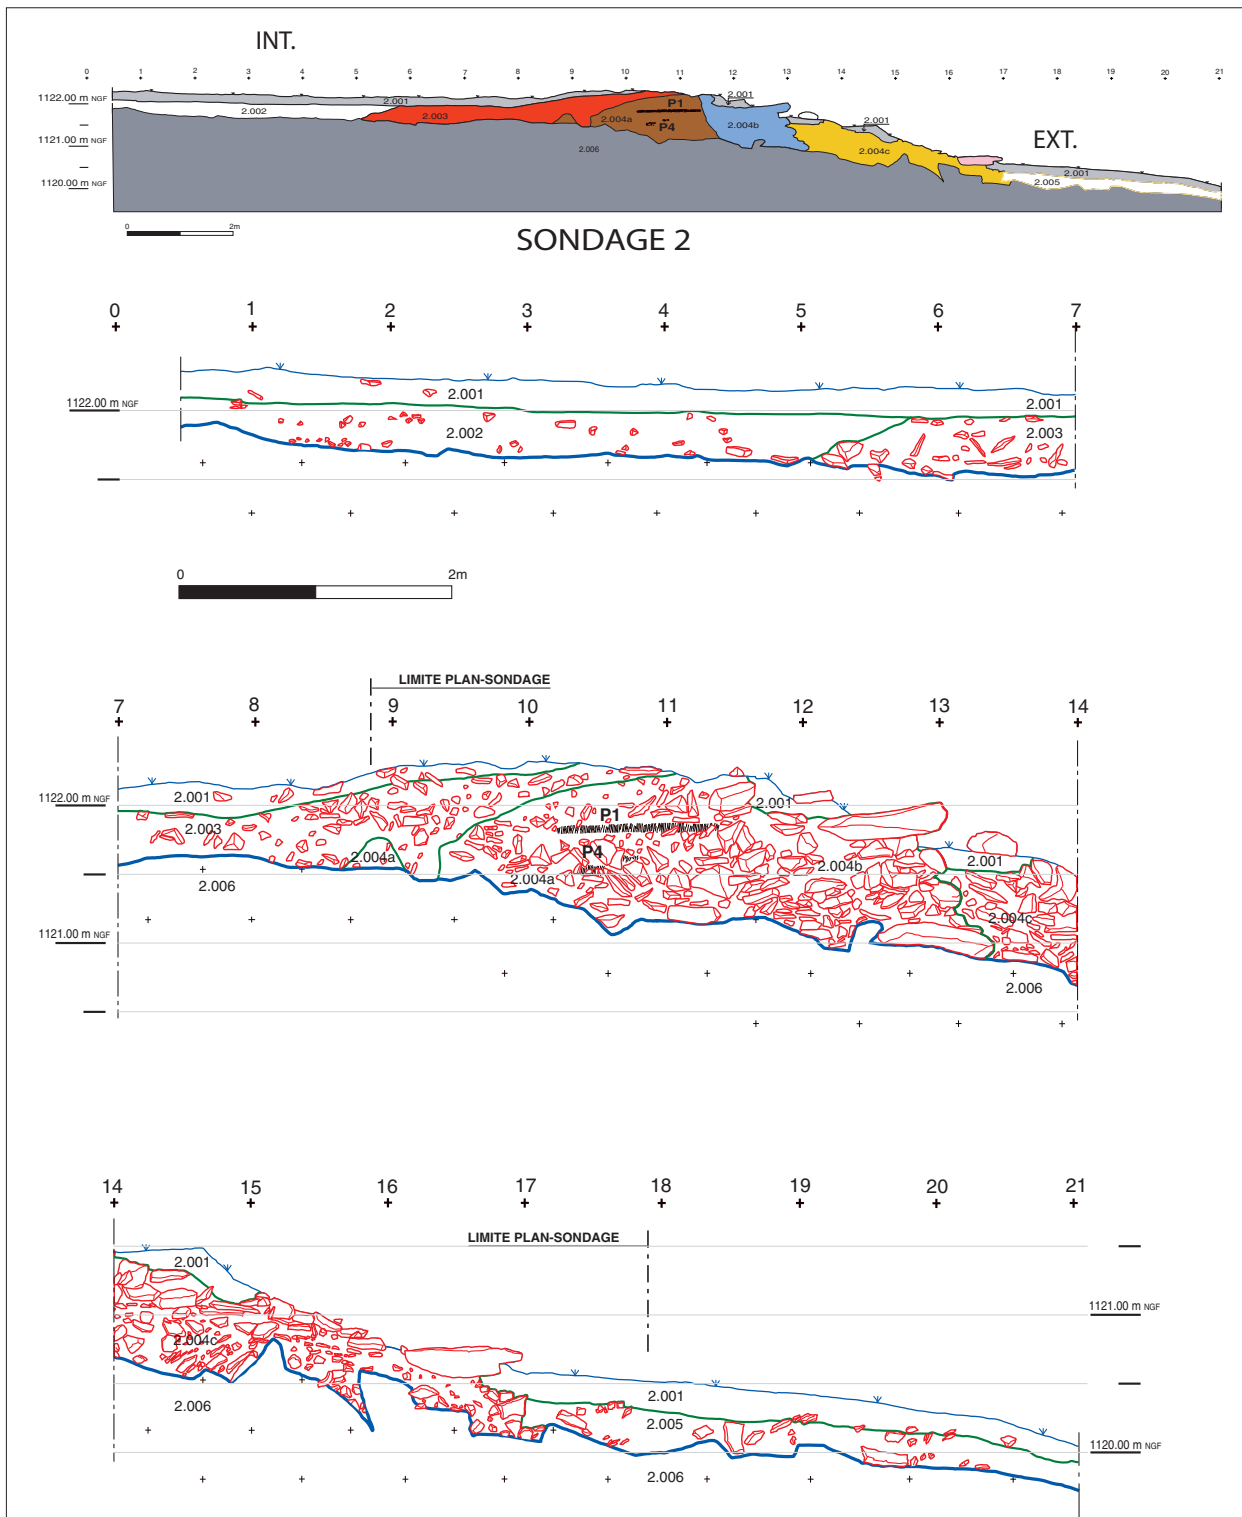 INT.
0 1 2 3 4 5 6 7 8 9 10 11 12 13 14 15 16 17 18 19 20 21
1122.00 m NGF
2.001
2.001
P1
2.002
2.003
2.004a
P4
2.004b
2.001
1121.00 m NGF
2.006
2.004c
EXT.
2.001
2.005
1120.00 m NGF
0 2m
SONDAGE 2
0 1 2 3 4 5 6 7
2.001
1122.00 m NGF
2.001
2.002
2.003
0 2m
LIMITE PLAN-SONDAGE
7 8 9 10 11 12 13 14
1122.00 m NGF
2.001
2.001
P1
2.003
P4
2.004a
2.004b
2.001
2.006
2.004a
2.004c
1121.00 m NGF
2.006
14 15 16 17 18 19 20 21
LIMITE PLAN-SONDAGE
2.001
1121.00 m NGF
2.004c
2.001
2.006
2.005
1120.00 m NGF
2.006